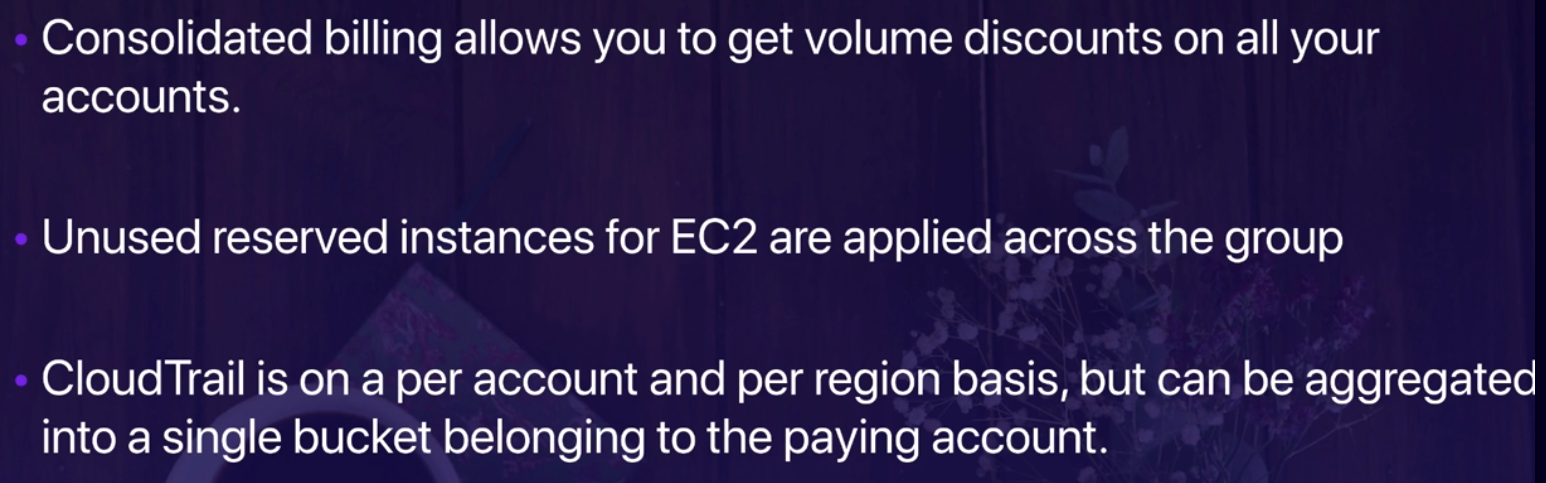 • Consolidated billing allows you to get volume discounts on all your
accounts.
• Unused reserved instances for EC2 are applied across the group
• CloudTrail is on a per account and per region basis, but can be aggregated
into a single bucket belonging to the paying account.